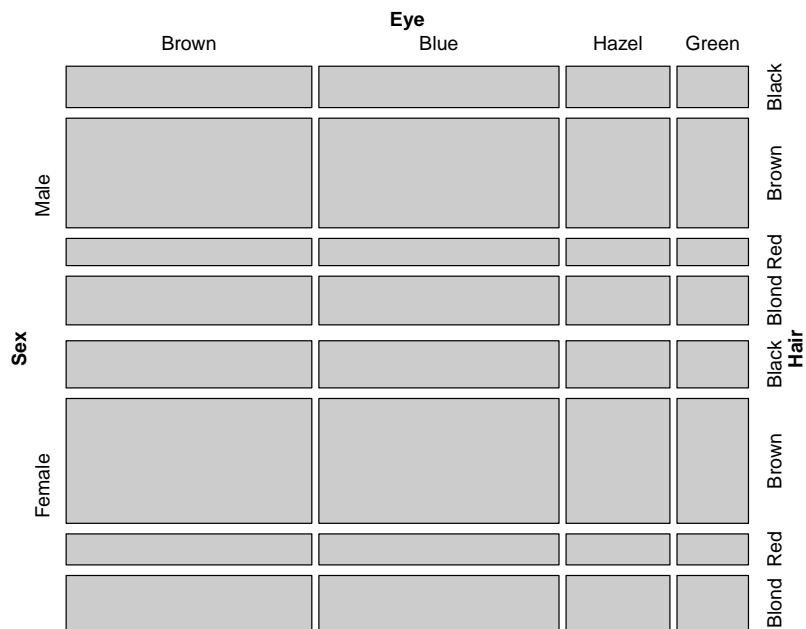 Eye
Brown Blue Hazel Green
Sex
Male
Female
Hair
Black
Brown
Red
Blond
Black
Brown
Red
Blond